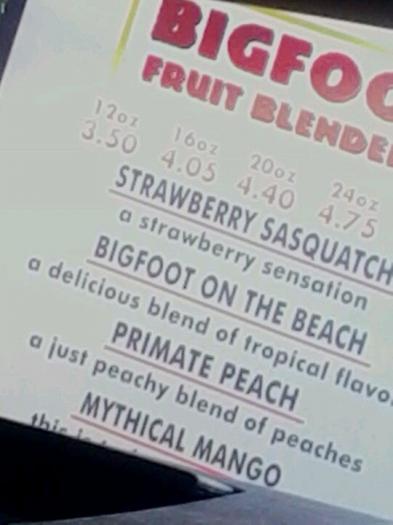 BIGFOO
FRUIT BLENDE
12oz 16oz 20oz 24oz
3.50 4.05 4.40 4.75
STRAWBERRY SASQUATCH
a strawberry sensation
BIGFOOT ON THE BEACH
a delicious blend of tropical flavo
PRIMATE PEACH
a just peachy blend of peaches
MYTHICAL MANGO
this